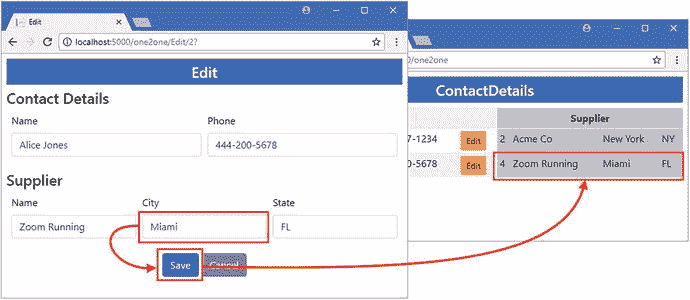 Edit
localhost:5000/one2one/Edit/2?
Edit
Contact Details
Name Phone
Alice Jones 444-200-5678
Supplier
Name City State
Zoom Running Miami FL
Save Cancel
/one2one
ContactDetails
Supplier
7-1234 Edit 2 Acme Co New York NY
0-5678 Edit 4 Zoom Running Miami FL